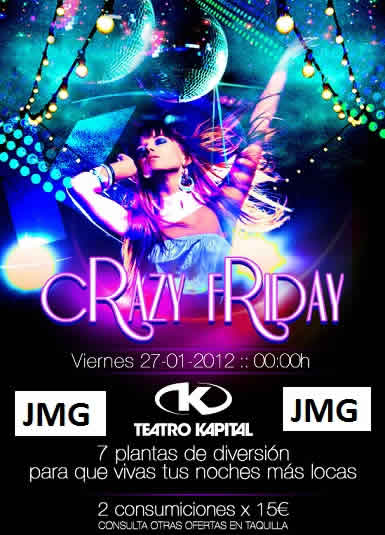 CRAZY FRIDAY
Viernes 27-01-2012 :: 00:00h
JMG
K
JMG
TEATRO KAPITAL
7 plantas de diversión
para que vivas tus noches más locas
2 consumiciones x 15€
CONSULTA OTRAS OFERTAS EN TAQUILLA